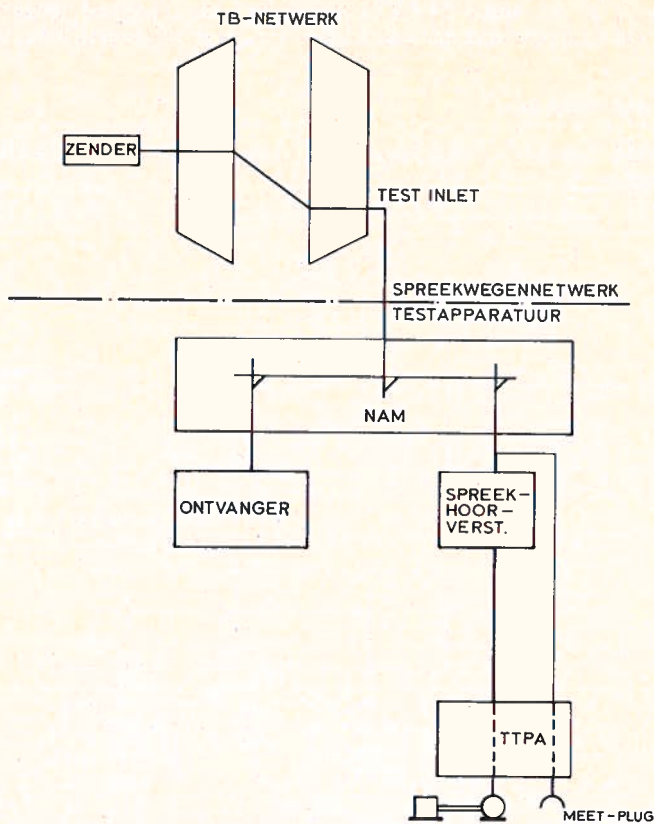 TB-NETWERK
ZENDER
TEST INLET
SPREEKWEGENNETWERK
TESTAPPARATUUR
NAM
ONTVANGER
SPREEK-
HOOR-
VERST.
TTPA
MEET-PLUG